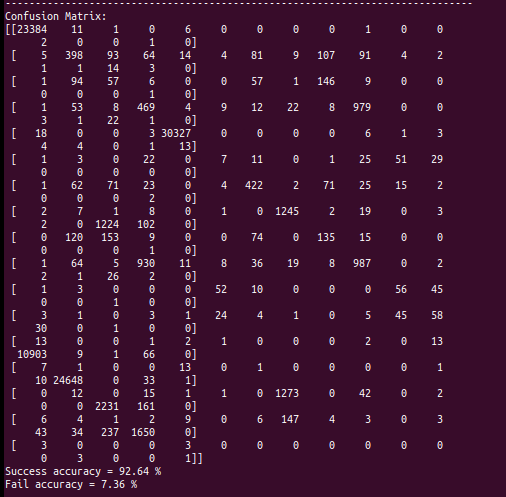 Confusion Matrix:
[[23384 11 1 0 6 0 0 0 0 1 0 0
2 0 0 1 0]
[ 5 398 93 64 14 4 81 9 107 91 4 2
1 1 14 3 0]
[ 1 94 57 6 0 0 57 1 146 9 0 0
0 0 0 1 0]
[ 1 53 8 469 4 9 12 22 8 979 0 0
3 1 22 1 0]
[ 18 0 0 3 30327 0 0 0 0 6 1 3
4 4 0 1 13]
[ 1 3 0 22 0 7 11 0 1 25 51 29
0 0 0 0 0]
[ 1 62 71 23 0 4 422 2 71 25 15 2
0 0 0 2 0]
[ 2 7 1 8 0 1 0 1245 2 19 0 3
2 0 1224 102 0]
[ 0 120 153 9 0 0 74 0 135 15 0 0
0 0 0 1 0]
[ 1 64 5 930 11 8 36 19 8 987 0 2
2 1 26 2 0]
[ 1 3 0 0 0 52 10 0 0 0 56 45
0 0 1 0 0]
[ 3 1 0 3 1 24 4 1 0 5 45 58
30 0 1 0 0]
[ 13 0 0 1 2 1 0 0 0 2 0 13
10903 9 1 66 0]
[ 7 1 0 0 13 0 1 0 0 0 0 1
10 24648 0 33 1]
[ 0 12 0 15 1 1 0 1273 0 42 0 2
0 0 2231 161 0]
[ 6 4 1 2 9 0 6 147 4 3 0 3
43 34 237 1650 0]
[ 3 0 0 0 3 0 0 0 0 0 0 0
0 3 0 0 1]]
Success accuracy = 92.64 %
Fail accuracy = 7.36 %